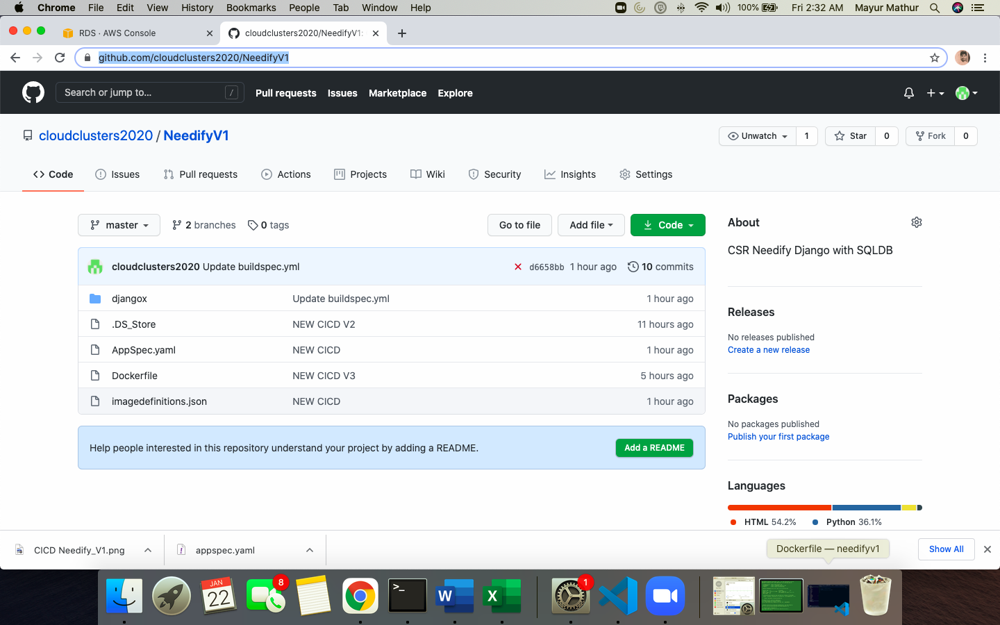 Chrome File Edit View History Bookmarks People Tab Window Help 100% Fri 2:32 AM Mayur Mathur
RDS · AWS Console
cloudclusters2020/NeedifyV1:
github.com/cloudclusters2020/NeedifyV1
Search or jump to... /
Pull requests Issues Marketplace Explore
cloudclusters2020 / NeedifyV1
Unwatch 1 Star 0 Fork 0
Code Issues Pull requests Actions Projects Wiki Security Insights Settings
master 2 branches 0 tags Go to file Add file Code
cloudclusters2020 Update buildspec.yml d6658bb 1 hour ago 10 commits
djangox Update buildspec.yml 1 hour ago
.DS_Store NEW CICD V2 11 hours ago
AppSpec.yaml NEW CICD 1 hour ago
Dockerfile NEW CICD V3 5 hours ago
imagedefinitions.json NEW CICD 1 hour ago
Help people interested in this repository understand your project by adding a README. Add a README
About
CSR Needify Django with SQLDB
Releases
No releases published
Create a new release
Packages
No packages published
Publish your first package
Languages
HTML 54.2% Python 36.1%
CICD Needify_V1.png
appspec.yaml
Dockerfile — needifyv1
Show All
JAN
22
8
>_
W
X
1